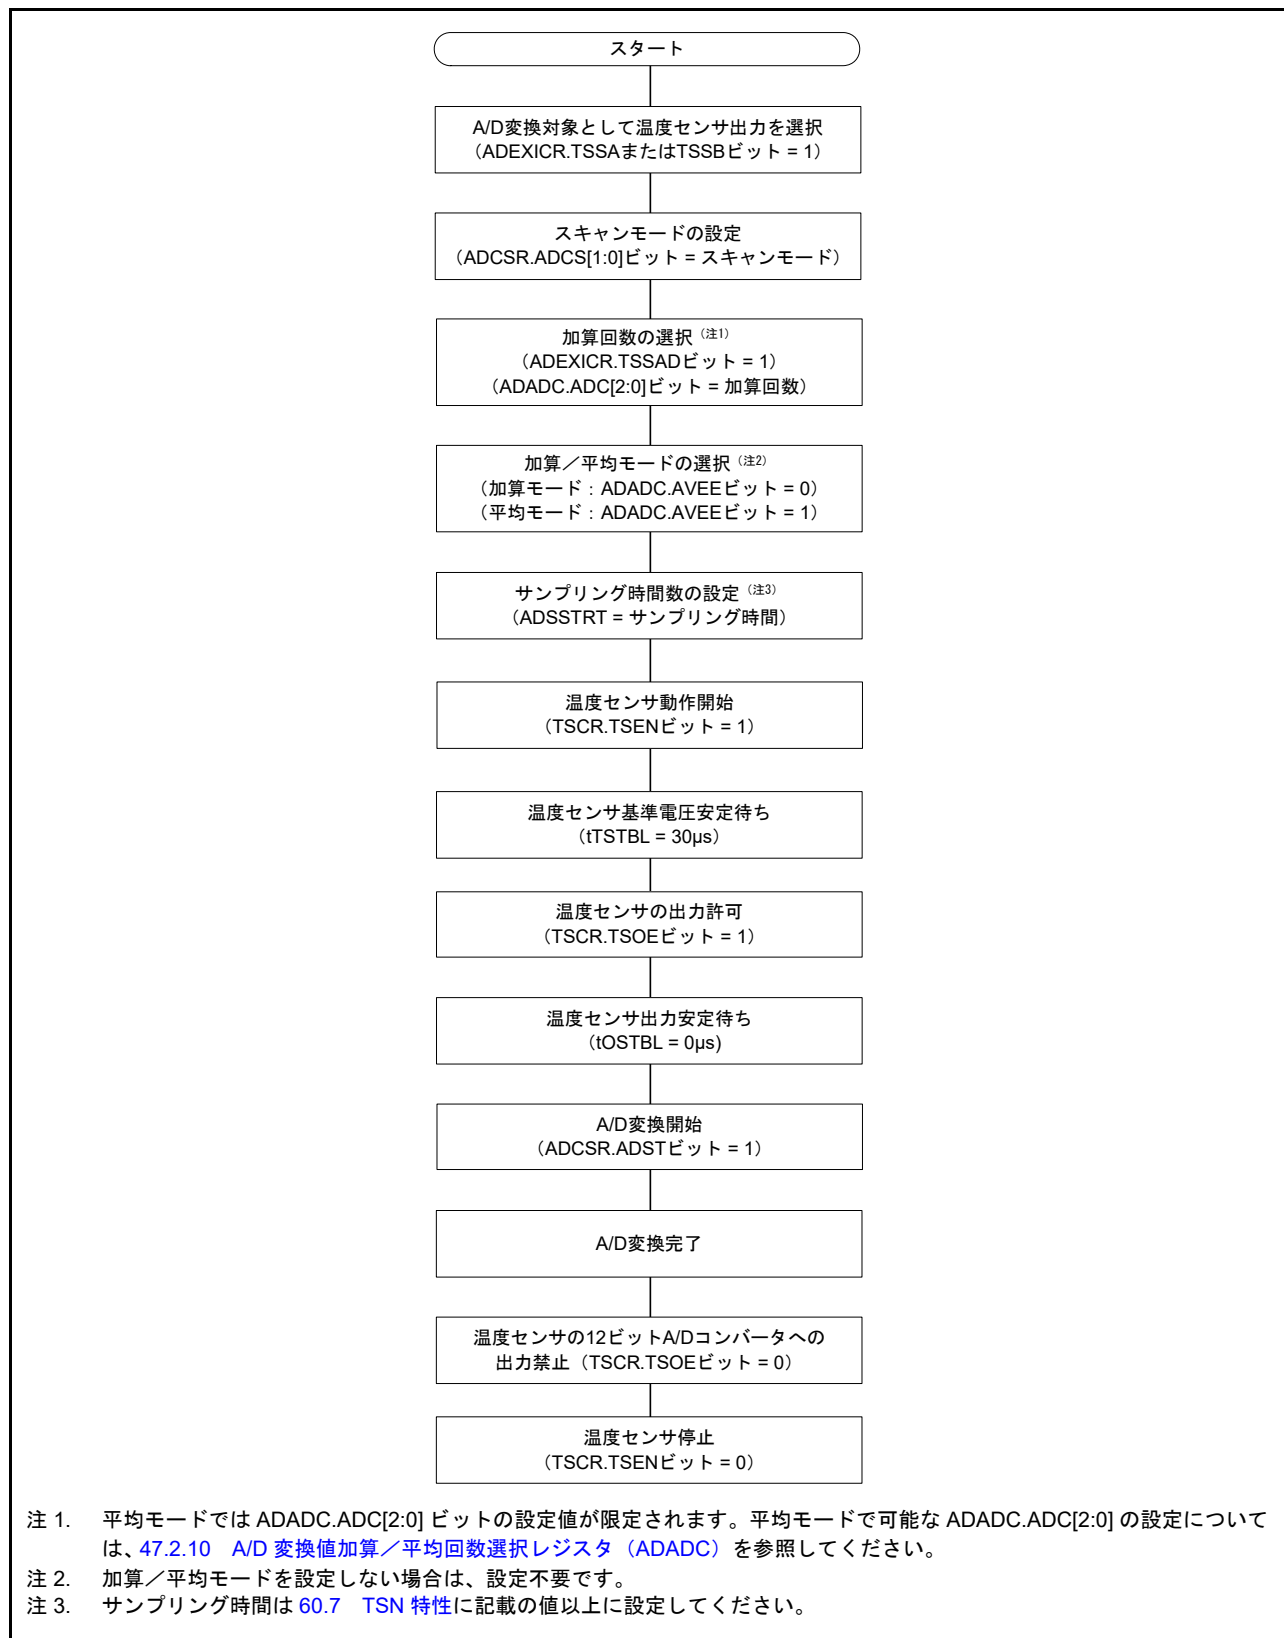 スタート
A/D変換対象として温度センサ出力を選択
（ADEXICR.TSSAまたはTSSBビット = 1）
スキャンモードの設定
（ADCSR.ADCS[1:0]ビット = スキャンモード）
加算回数の選択（注1）
（ADEXICR.TSSADビット = 1）
（ADADC.ADC[2:0]ビット = 加算回数）
加算／平均モードの選択（注2）
（加算モード：ADADC.AVEEビット = 0）
（平均モード：ADADC.AVEEビット = 1）
サンプリング時間数の設定（注3）
（ADSSTRT = サンプリング時間）
温度センサ動作開始
（TSCR.TSENビット = 1）
温度センサ基準電圧安定待ち
（tTSTBL = 30µs）
温度センサの出力許可
（TSCR.TSOEビット = 1）
温度センサ出力安定待ち
（tOSTBL = 0µs)
A/D変換開始
（ADCSR.ADSTビット = 1）
A/D変換完了
温度センサの12ビットA/Dコンバータへの
出力禁止（TSCR.TSOEビット = 0）
温度センサ停止
（TSCR.TSENビット = 0）
注 1. 平均モードでは ADADC.ADC[2:0] ビットの設定値が限定されます。平均モードで可能な ADADC.ADC[2:0] の設定について
は、47.2.10 A/D 変換値加算／平均回数選択レジスタ（ADADC）を参照してください。
注 2. 加算／平均モードを設定しない場合は、設定不要です。
注 3. サンプリング時間は 60.7 TSN 特性に記載の値以上に設定してください。